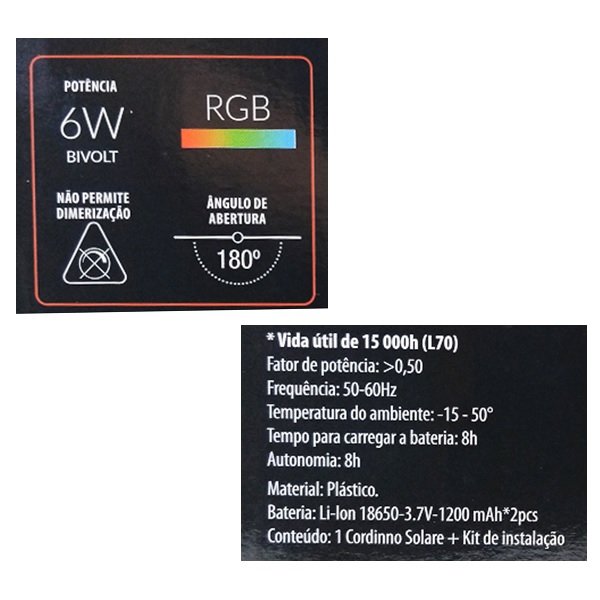 POTÊNCIA
6W
BIVOLT
RGB
NÃO PERMITE
DIMERIZAÇÃO
ÂNGULO DE
ABERTURA
180º
* Vida útil de 15 000h (L70)
Fator de potência: >0,50
Frequência: 50-60Hz
Temperatura do ambiente: -15 - 50°
Tempo para carregar a bateria: 8h
Autonomia: 8h
Material: Plástico.
Bateria: Li-Ion 18650-3.7V-1200 mAh*2pcs
Conteúdo: 1 Cordinno Solare + Kit de instalação